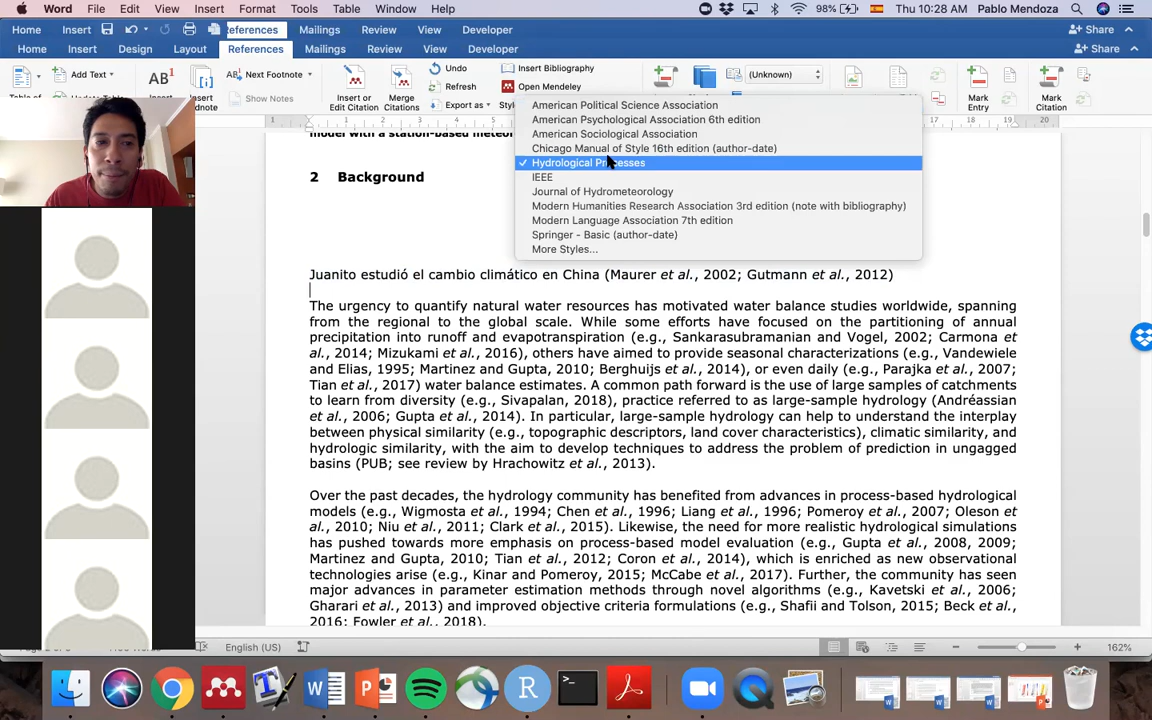 Word File Edit View Insert Format Tools Table Window Help 98% Thu 10:28 AM Pablo Mendoza
Home Insert References Mailings Review View Developer Share
Home Insert Design Layout References Mailings Review View Developer Share
Add Text AB1 Next Footnote Insert or Edit Citation Merge Citations Undo Insert Bibliography (Unknown) Mark Entry Mark Citation
Refresh Open Mendeley
Show Notes Export as
American Political Science Association
American Psychological Association 6th edition
American Sociological Association
Chicago Manual of Style 16th edition (author-date)
✓ Hydrological Processes
IEEE
Journal of Hydrometeorology
Modern Humanities Research Association 3rd edition (note with bibliography)
Modern Language Association 7th edition
Springer - Basic (author-date)
More Styles...
model with a station-based
2 Background
Juanito estudió el cambio climático en China (Maurer et al., 2002; Gutmann et al., 2012)
The urgency to quantify natural water resources has motivated water balance studies worldwide, spanning
from the regional to the global scale. While some efforts have focused on the partitioning of annual
precipitation into runoff and evapotranspiration (e.g., Sankarasubramanian and Vogel, 2002; Carmona et
al., 2014; Mizukami et al., 2016), others have aimed to provide seasonal characterizations (e.g., Vandewiele
and Elias, 1995; Martinez and Gupta, 2010; Berghuijs et al., 2014), or even daily (e.g., Parajka et al., 2007;
Tian et al., 2017) water balance estimates. A common path forward is the use of large samples of catchments
to learn from diversity (e.g., Sivapalan, 2018), practice referred to as large-sample hydrology (Andréassian
et al., 2006; Gupta et al., 2014). In particular, large-sample hydrology can help to understand the interplay
between physical similarity (e.g., topographic descriptors, land cover characteristics), climatic similarity, and
hydrologic similarity, with the aim to develop techniques to address the problem of prediction in ungagged
basins (PUB; see review by Hrachowitz et al., 2013).
Over the past decades, the hydrology community has benefited from advances in process-based hydrological
models (e.g., Wigmosta et al., 1994; Chen et al., 1996; Liang et al., 1996; Pomeroy et al., 2007; Oleson et
al., 2010; Niu et al., 2011; Clark et al., 2015). Likewise, the need for more realistic hydrological simulations
has pushed towards more emphasis on process-based model evaluation (e.g., Gupta et al., 2008, 2009;
Martinez and Gupta, 2010; Tian et al., 2012; Coron et al., 2014), which is enriched as new observational
technologies arise (e.g., Kinar and Pomeroy, 2015; McCabe et al., 2017). Further, the community has seen
major advances in parameter estimation methods through novel algorithms (e.g., Kavetski et al., 2006;
Gharari et al., 2013) and improved objective criteria formulations (e.g., Shafii and Tolson, 2015; Beck et al.,
2016; Fowler et al., 2018).
English (US) 162%